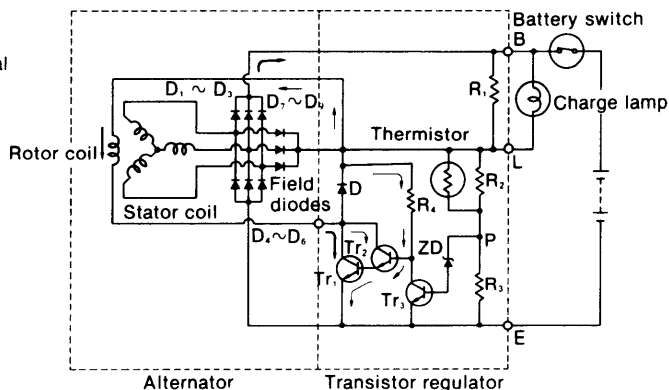 al
Battery switch
B
D₁ ~ D₃
D₇~D₉
R₁
Charge lamp
Thermistor
L
Rotor coil
Field
diodes
D
R₂
Stator coil
R₄
D₄~D₆
Tr₂
ZD
P
Tr₁
Tr₃
R₃
E
Alternator
Transistor regulator